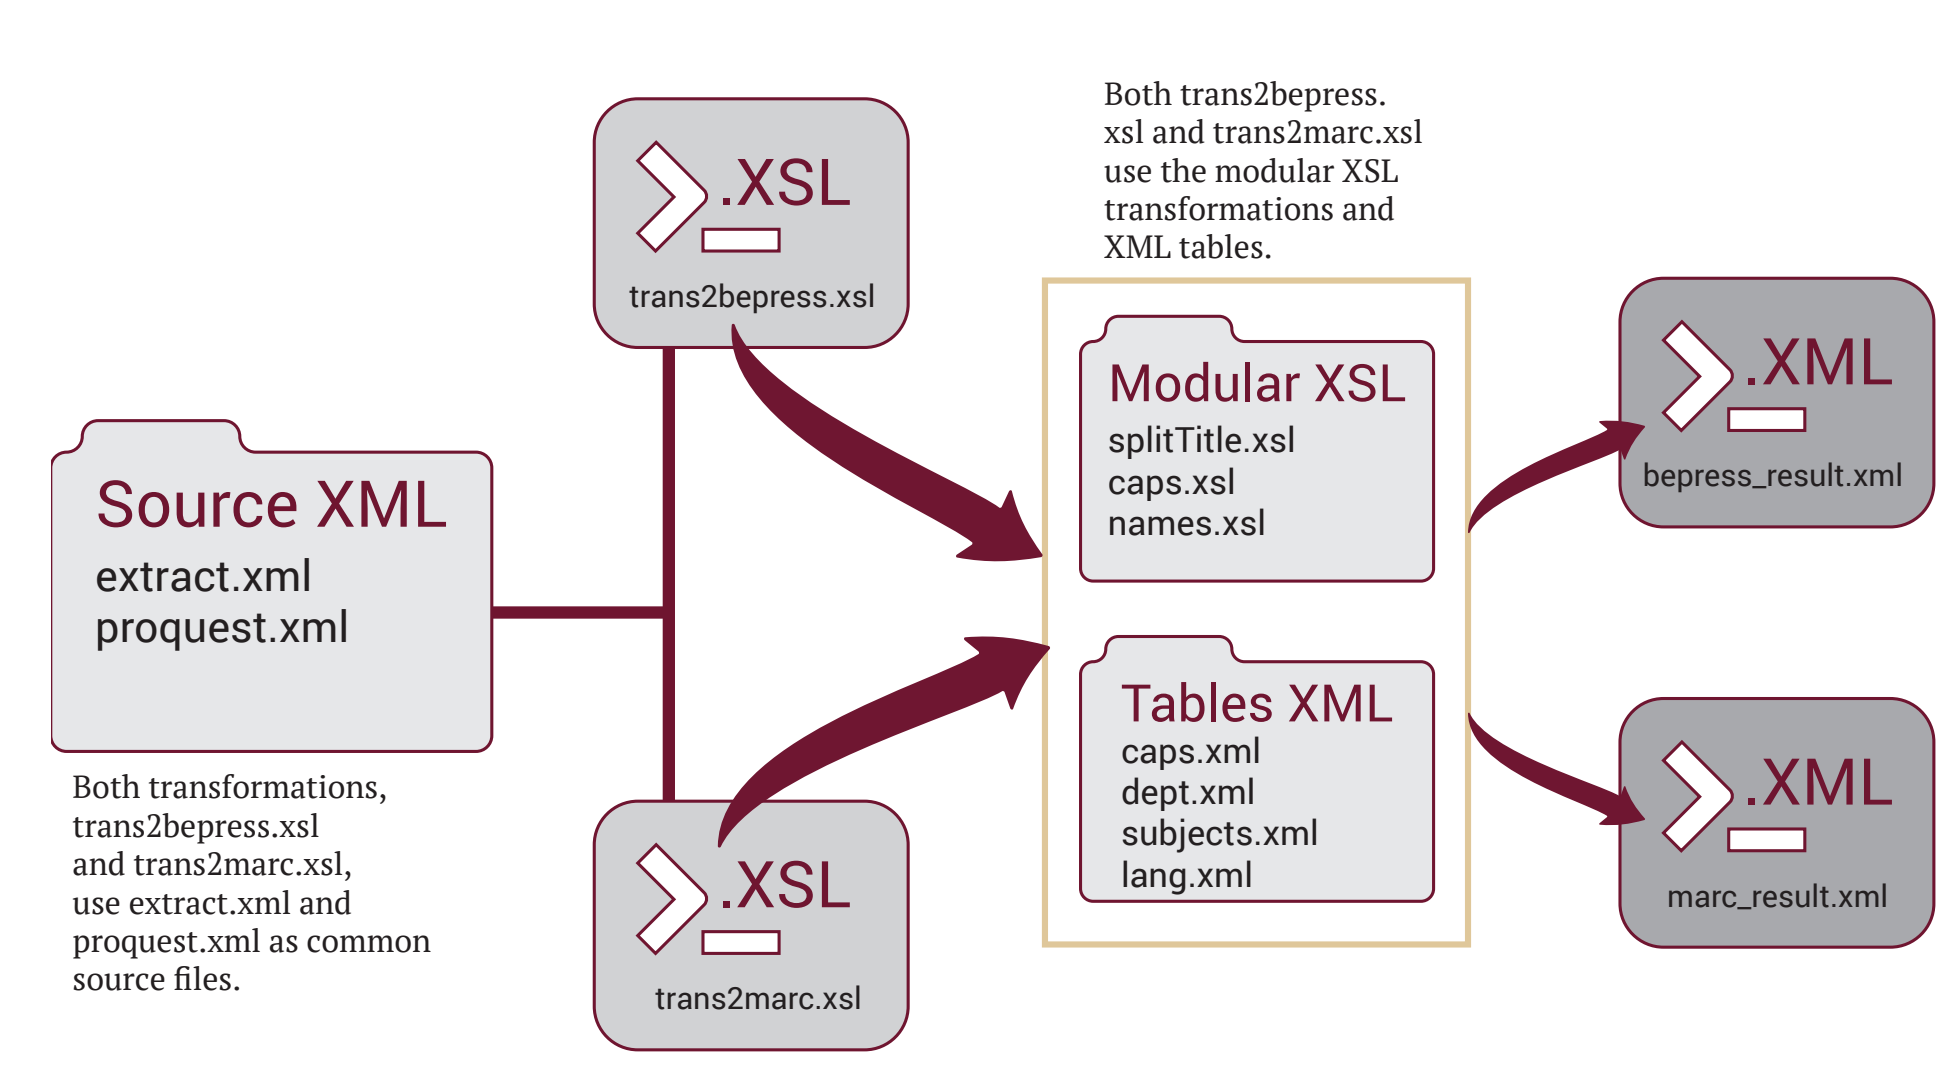 Source XML
extract.xml
proquest.xml
Both transformations,
trans2bepress.xsl
and trans2marc.xsl,
use extract.xml and
proquest.xml as common
source files.
.XSL
trans2bepress.xsl
.XSL
trans2marc.xsl
Both trans2bepress.
xsl and trans2marc.xsl
use the modular XSL
transformations and
XML tables.
Modular XSL
splitTitle.xsl
caps.xsl
names.xsl
Tables XML
caps.xml
dept.xml
subjects.xml
lang.xml
.XML
bepress_result.xml
.XML
marc_result.xml